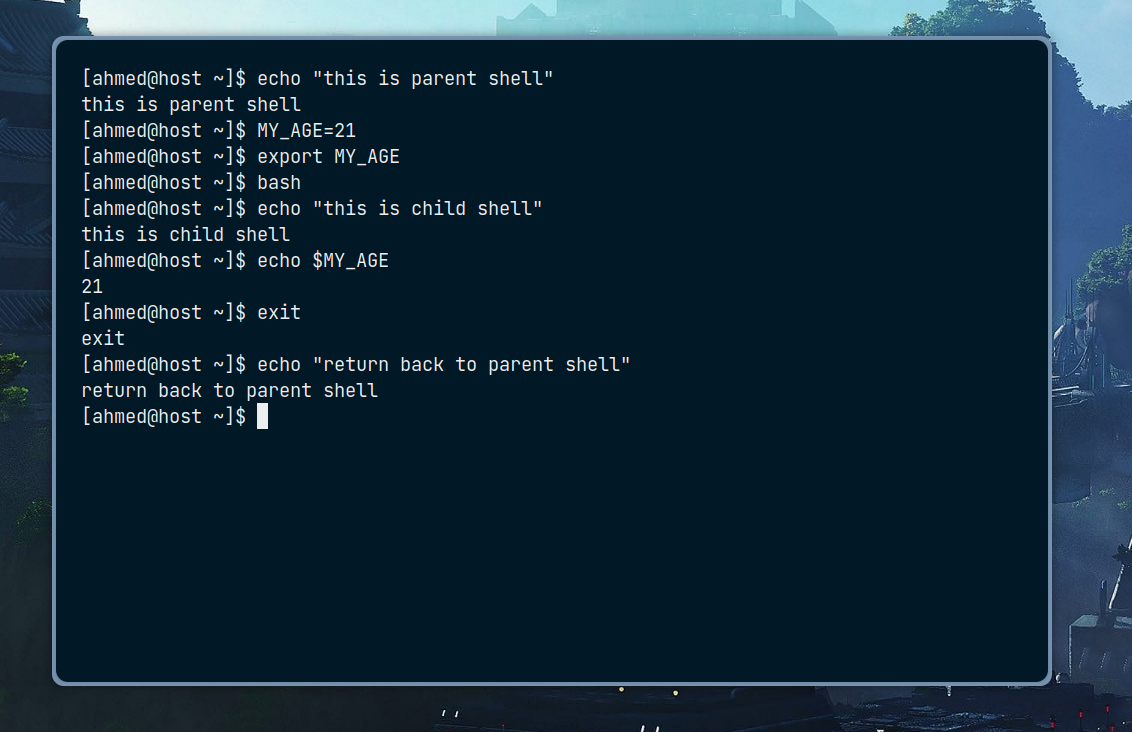 [ahmed@host ~]$ echo "this is parent shell"
this is parent shell
[ahmed@host ~]$ MY_AGE=21
[ahmed@host ~]$ export MY_AGE
[ahmed@host ~]$ bash
[ahmed@host ~]$ echo "this is child shell"
this is child shell
[ahmed@host ~]$ echo $MY_AGE
21
[ahmed@host ~]$ exit
exit
[ahmed@host ~]$ echo "return back to parent shell"
return back to parent shell
[ahmed@host ~]$